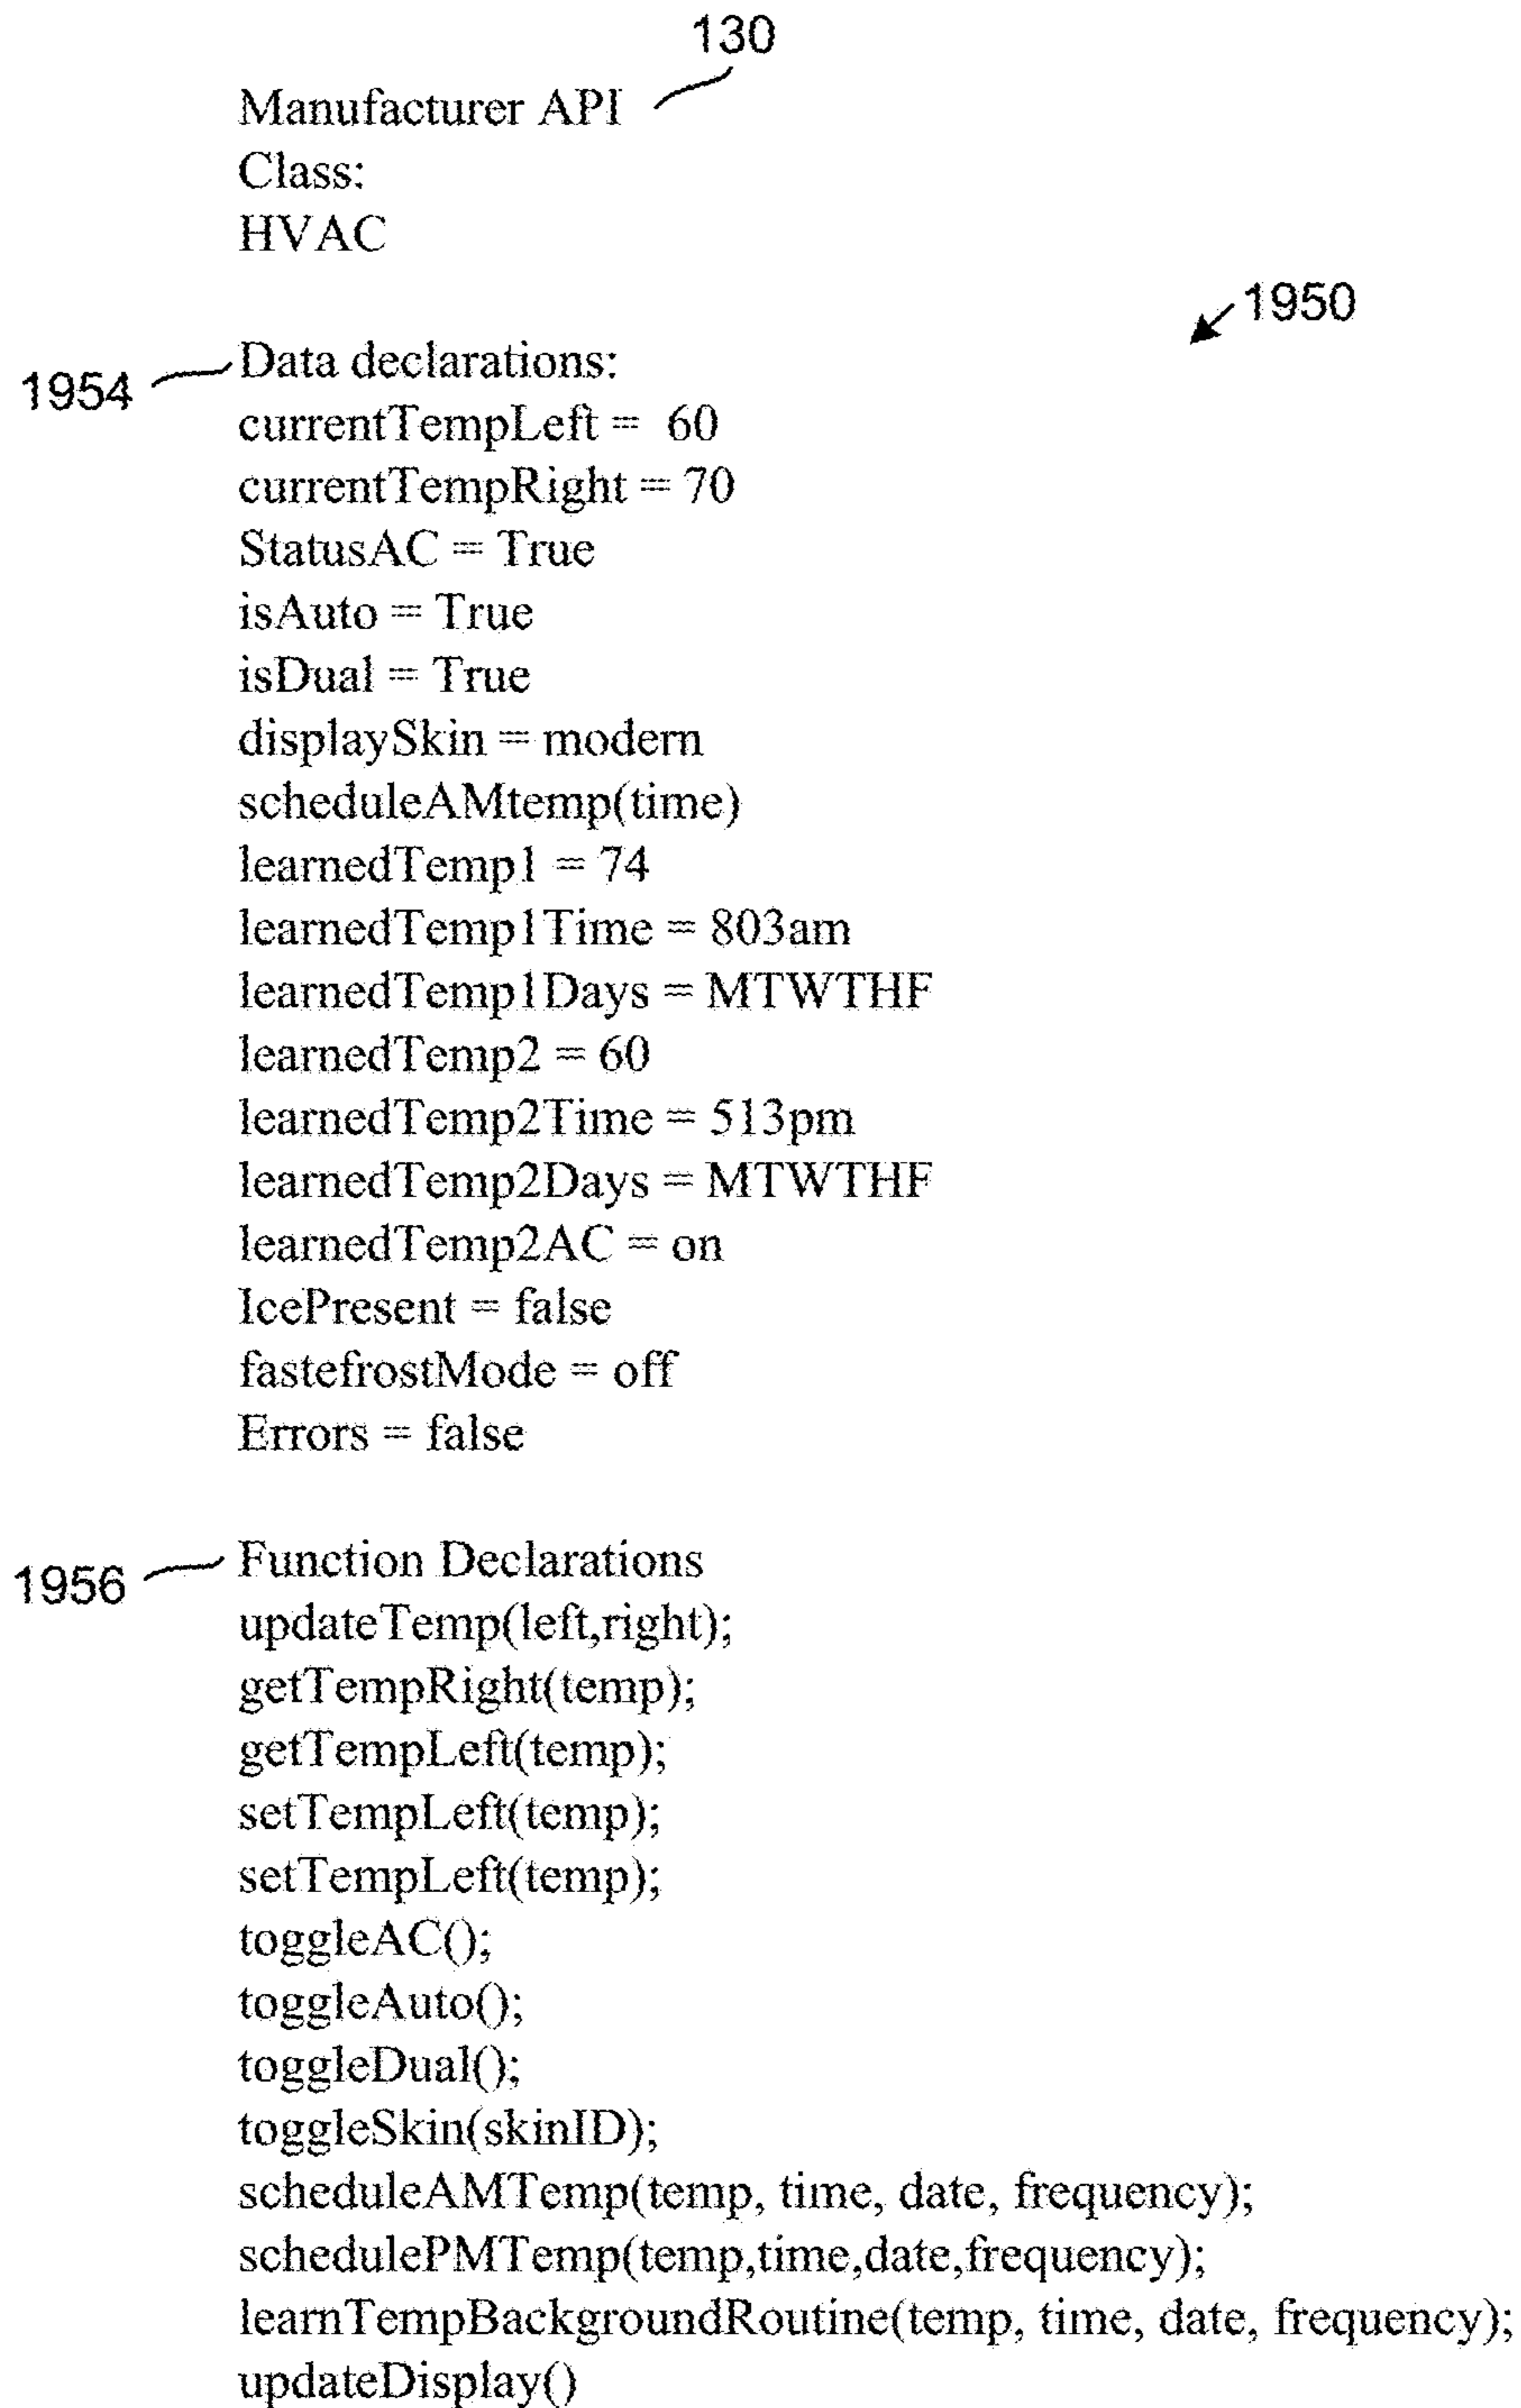 130
Manufacturer API
Class:
HVAC
1950
1954
Data declarations:
currentTempLeft = 60
currentTempRight = 70
StatusAC = True
isAuto = True
isDual = True
displaySkin = modern
scheduleAMtemp(time)
learnedTemp1 = 74
learnedTemp1Time = 803am
learnedTemp1Days = MTWTHF
learnedTemp2 = 60
learnedTemp2Time = 513pm
learnedTemp2Days = MTWTHF
learnedTemp2AC = on
IcePresent = false
fastefrostMode = off
Errors = false
1956
Function Declarations
updateTemp(left,right);
getTempRight(temp);
getTempLeft(temp);
setTempLeft(temp);
setTempLeft(temp);
toggleAC();
toggleAuto();
toggleDual();
toggleSkin(skinID);
scheduleAMTemp(temp, time, date, frequency);
schedulePMTemp(temp,time,date,frequency);
learnTempBackgroundRoutine(temp, time, date, frequency);
updateDisplay()